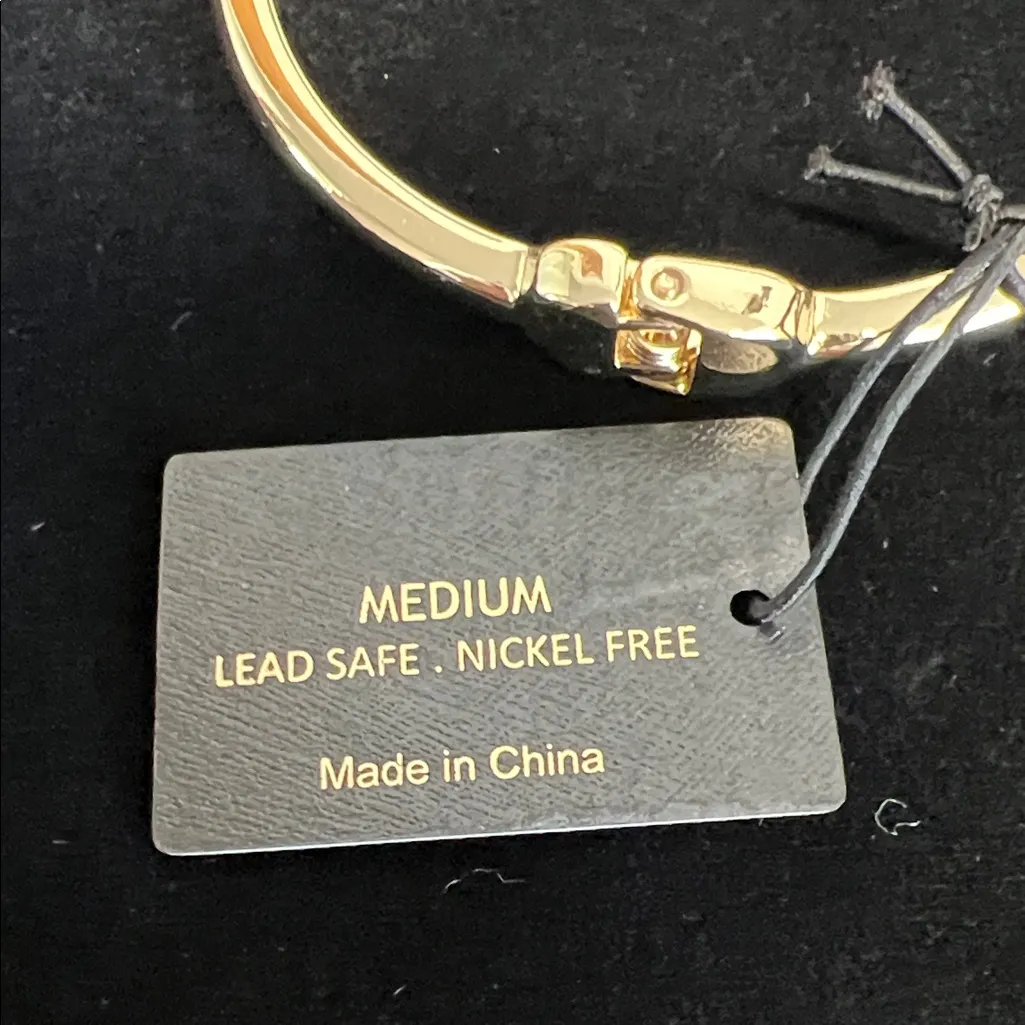 MEDIUM
LEAD SAFE . NICKEL FREE
Made in China